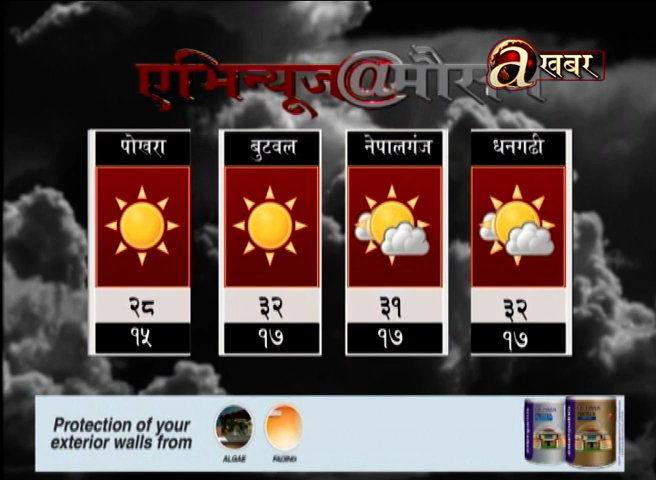 एभिन्यूज@मौसम
a खबर
पोखरा
बुटवल
नेपालगंज
धनगढी
२८
३२
३१
३२
१५
१७
१७
१७
Protection of your
exterior walls from
ALGAE
FADING